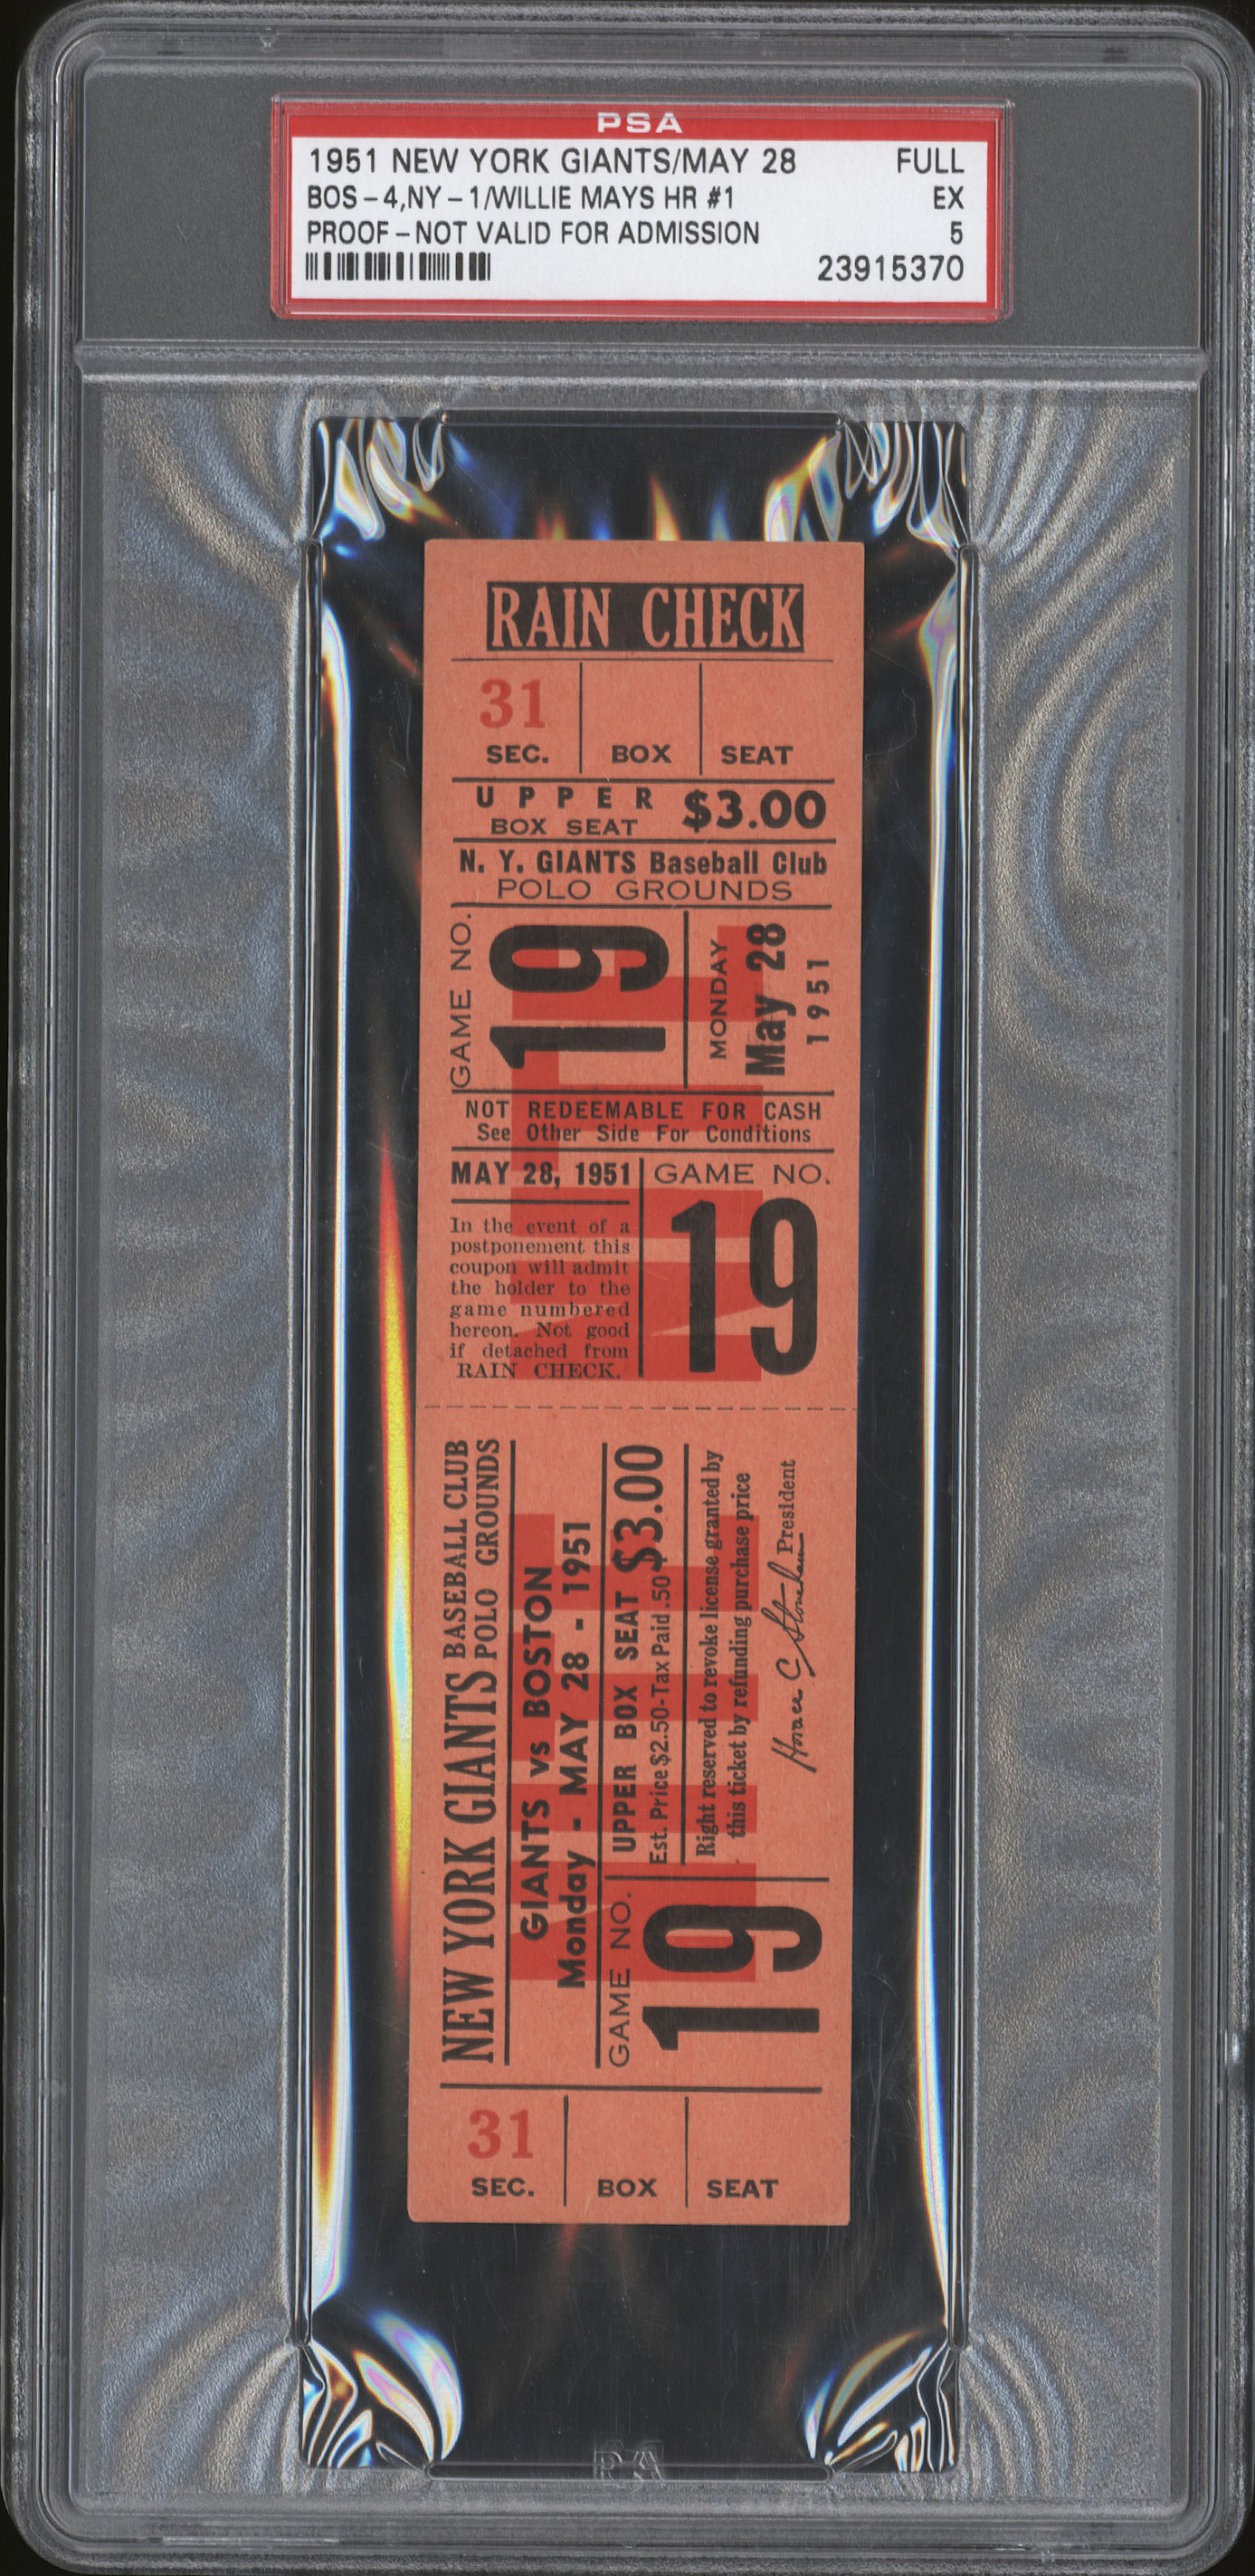 PSA
1951 NEW YORK GIANTS/MAY 28 FULL
BOS-4,NY-1/WILLIE MAYS HR #1 EX
PROOF-NOT VALID FOR ADMISSION 5
23915370
RAIN CHECK
31
SEC. BOX SEAT
UPPER
BOX SEAT
$3.00
N. Y. GIANTS Baseball Club
POLO GROUNDS
GAME NO.
19
MONDAY
May 28
1951
NOT REDEEMABLE FOR CASH
See Other Side For Conditions
MAY 28, 1951
In the event of a
postponement this
coupon will admit
the holder to the
game numbered
hereon. Not good
if detached from
RAIN CHECK.
GAME NO.
19
NEW YORK GIANTS BASEBALL CLUB
POLO GROUNDS
GIANTS vs BOSTON
Monday - MAY 28 - 1951
GAME NO.
19
UPPER BOX SEAT $3.00
Est. Price $2.50-Tax Paid .50
Right reserved to revoke license granted by
this ticket by refunding purchase price
Horace C Stoneham President
31
SEC. BOX SEAT
PSA